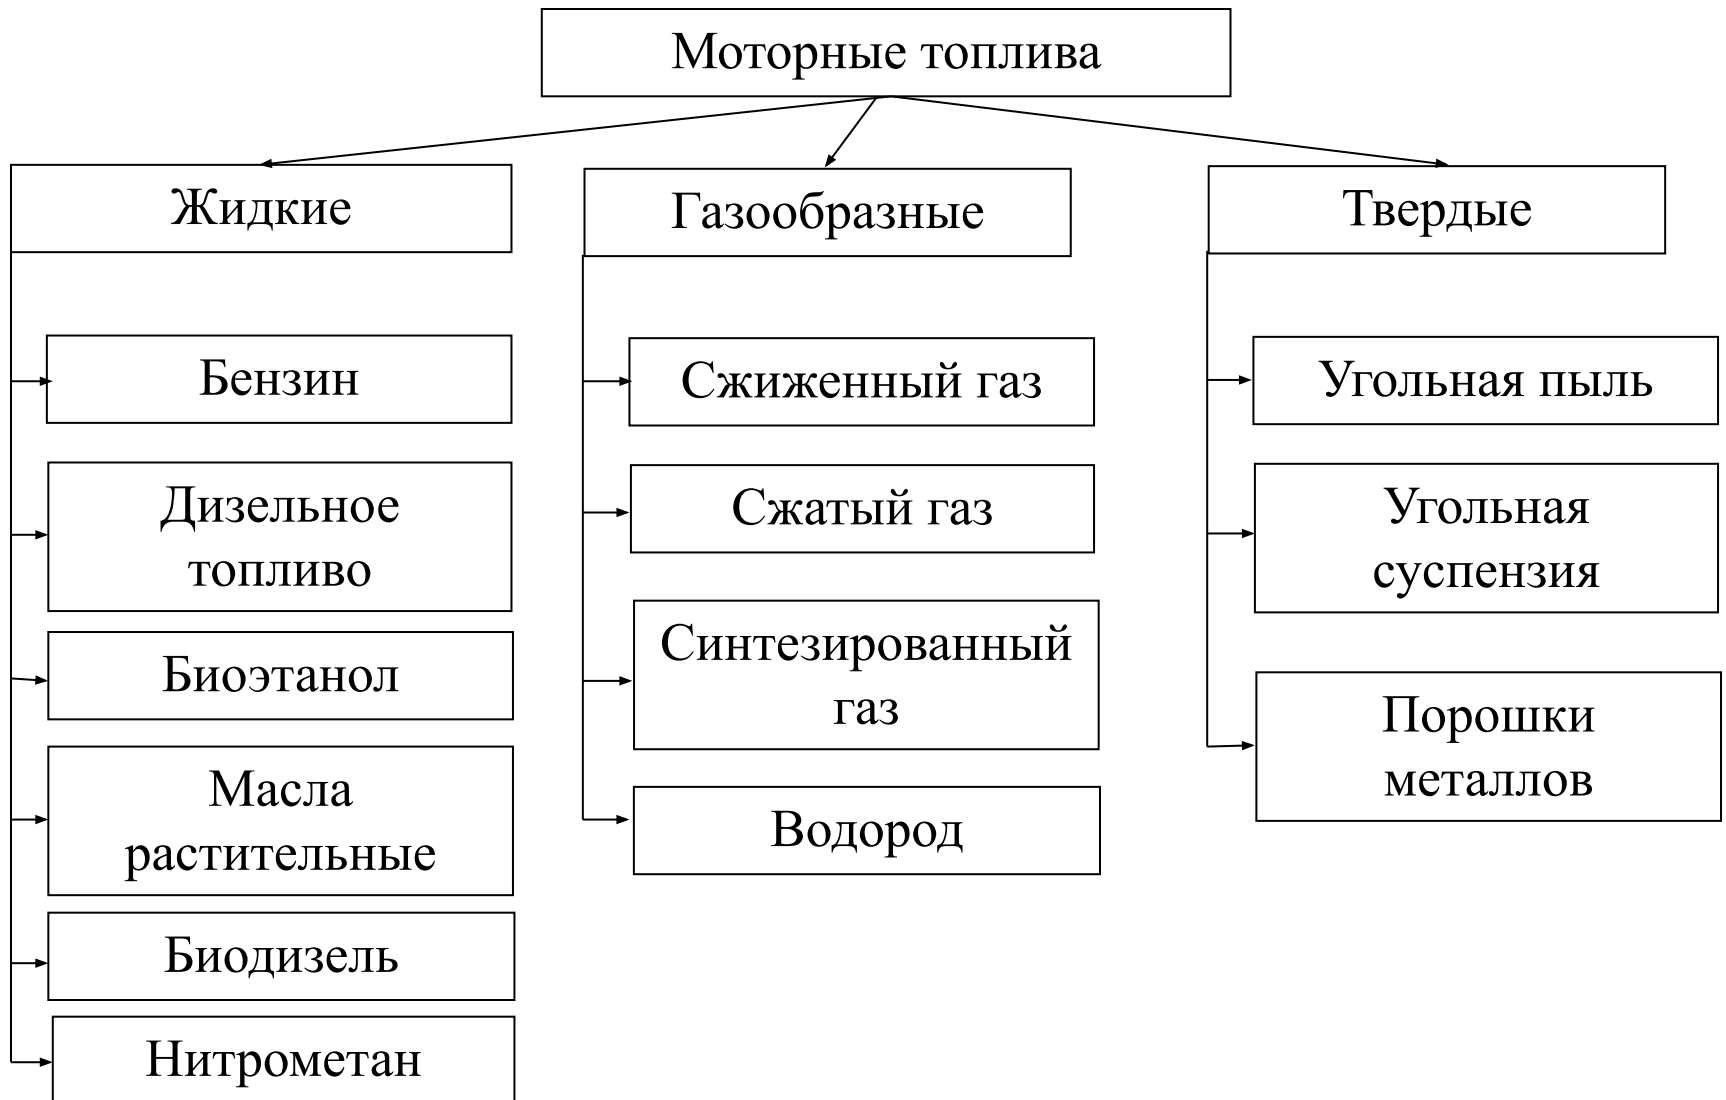 Моторные топлива
Жидкие
Бензин
Дизельное
топливо
Биоэтанол
Масла
растительные
Биодизель
Нитрометан
Газообразные
Сжиженный газ
Сжатый газ
Синтезированный
газ
Водород
Твердые
Угольная пыль
Угольная
суспензия
Порошки
металлов